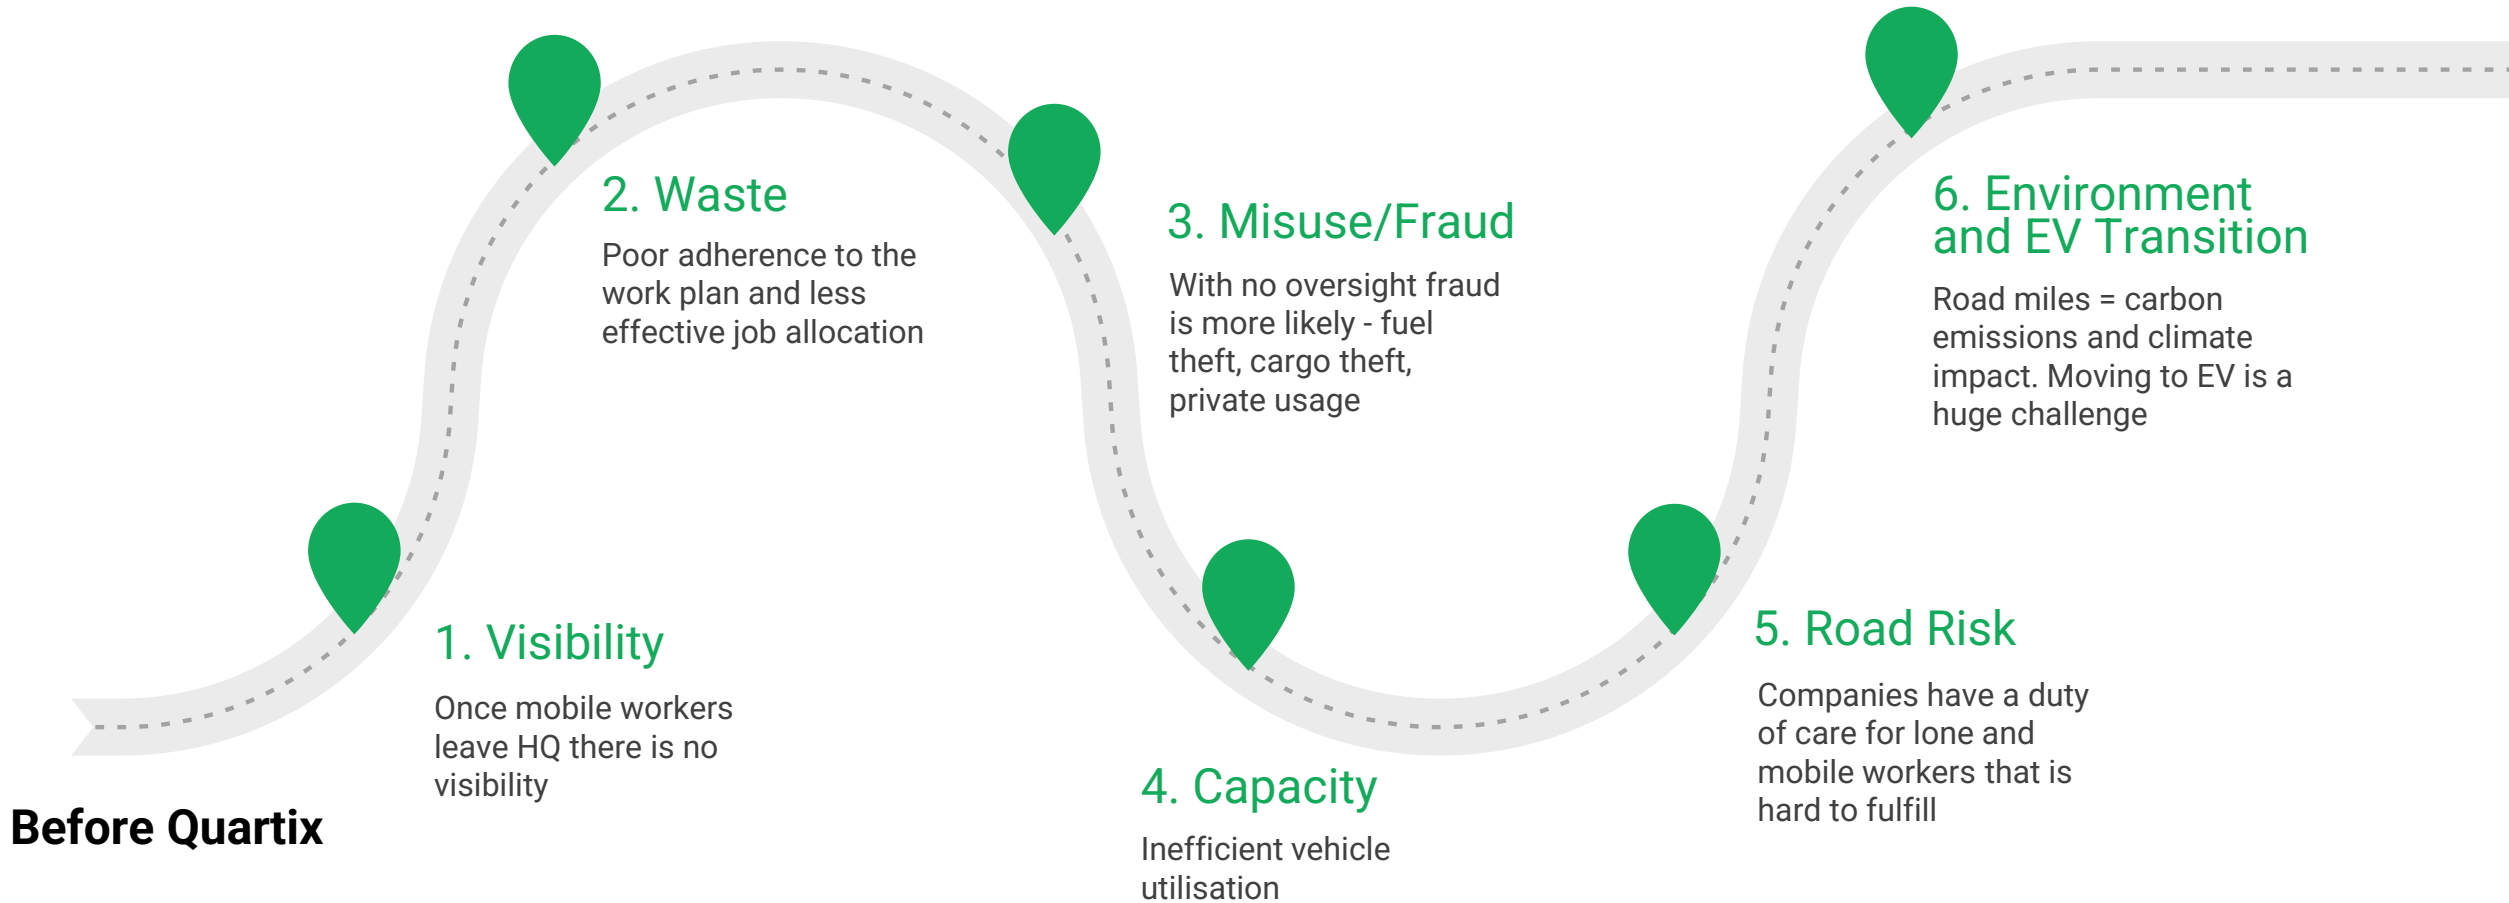 Before Quartix
1. Visibility
Once mobile workers
leave HQ there is no
visibility
2. Waste
Poor adherence to the
work plan and less
effective job allocation
3. Misuse/Fraud
With no oversight fraud
is more likely - fuel
theft, cargo theft,
private usage
4. Capacity
Inefficient vehicle
utilisation
5. Road Risk
Companies have a duty
of care for lone and
mobile workers that is
hard to fulfill
6. Environment
and EV Transition
Road miles = carbon
emissions and climate
impact. Moving to EV is a
huge challenge